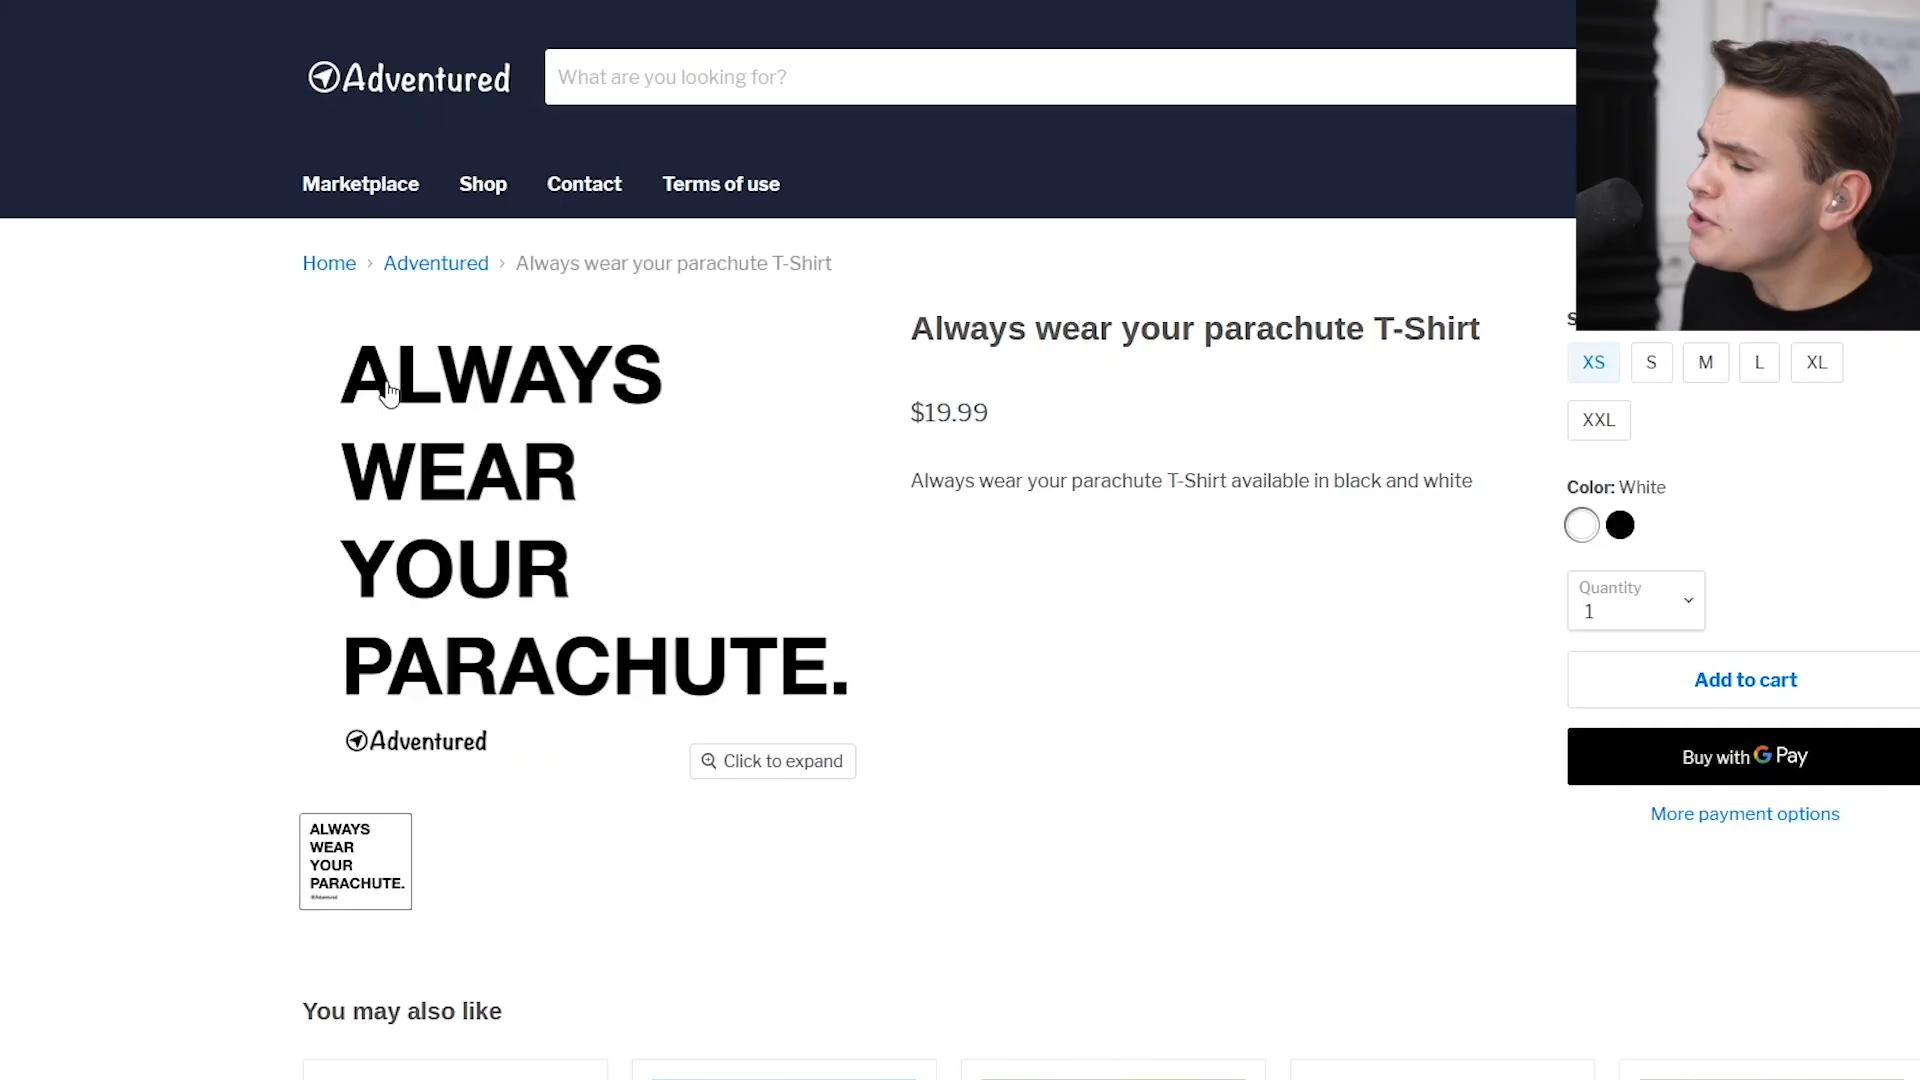 Adventured
What are you looking for?
Marketplace Shop Contact Terms of use
Home › Adventured › Always wear your parachute T-Shirt
ALWAYS
WEAR
YOUR
PARACHUTE.
Adventured
Click to expand
ALWAYS
WEAR
YOUR
PARACHUTE.
Always wear your parachute T-Shirt
$19.99
Always wear your parachute T-Shirt available in black and white
XS S M L XL
XXL
Color: White
Quantity
1
Add to cart
Buy with G Pay
More payment options
You may also like